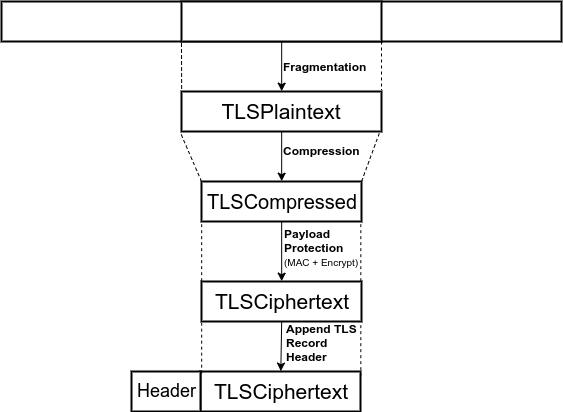 Fragmentation
TLSPlaintext
Compression
TLSCompressed
Payload
Protection
(MAC + Encrypt)
TLSCiphertext
Append TLS
Record
Header
Header TLSCiphertext